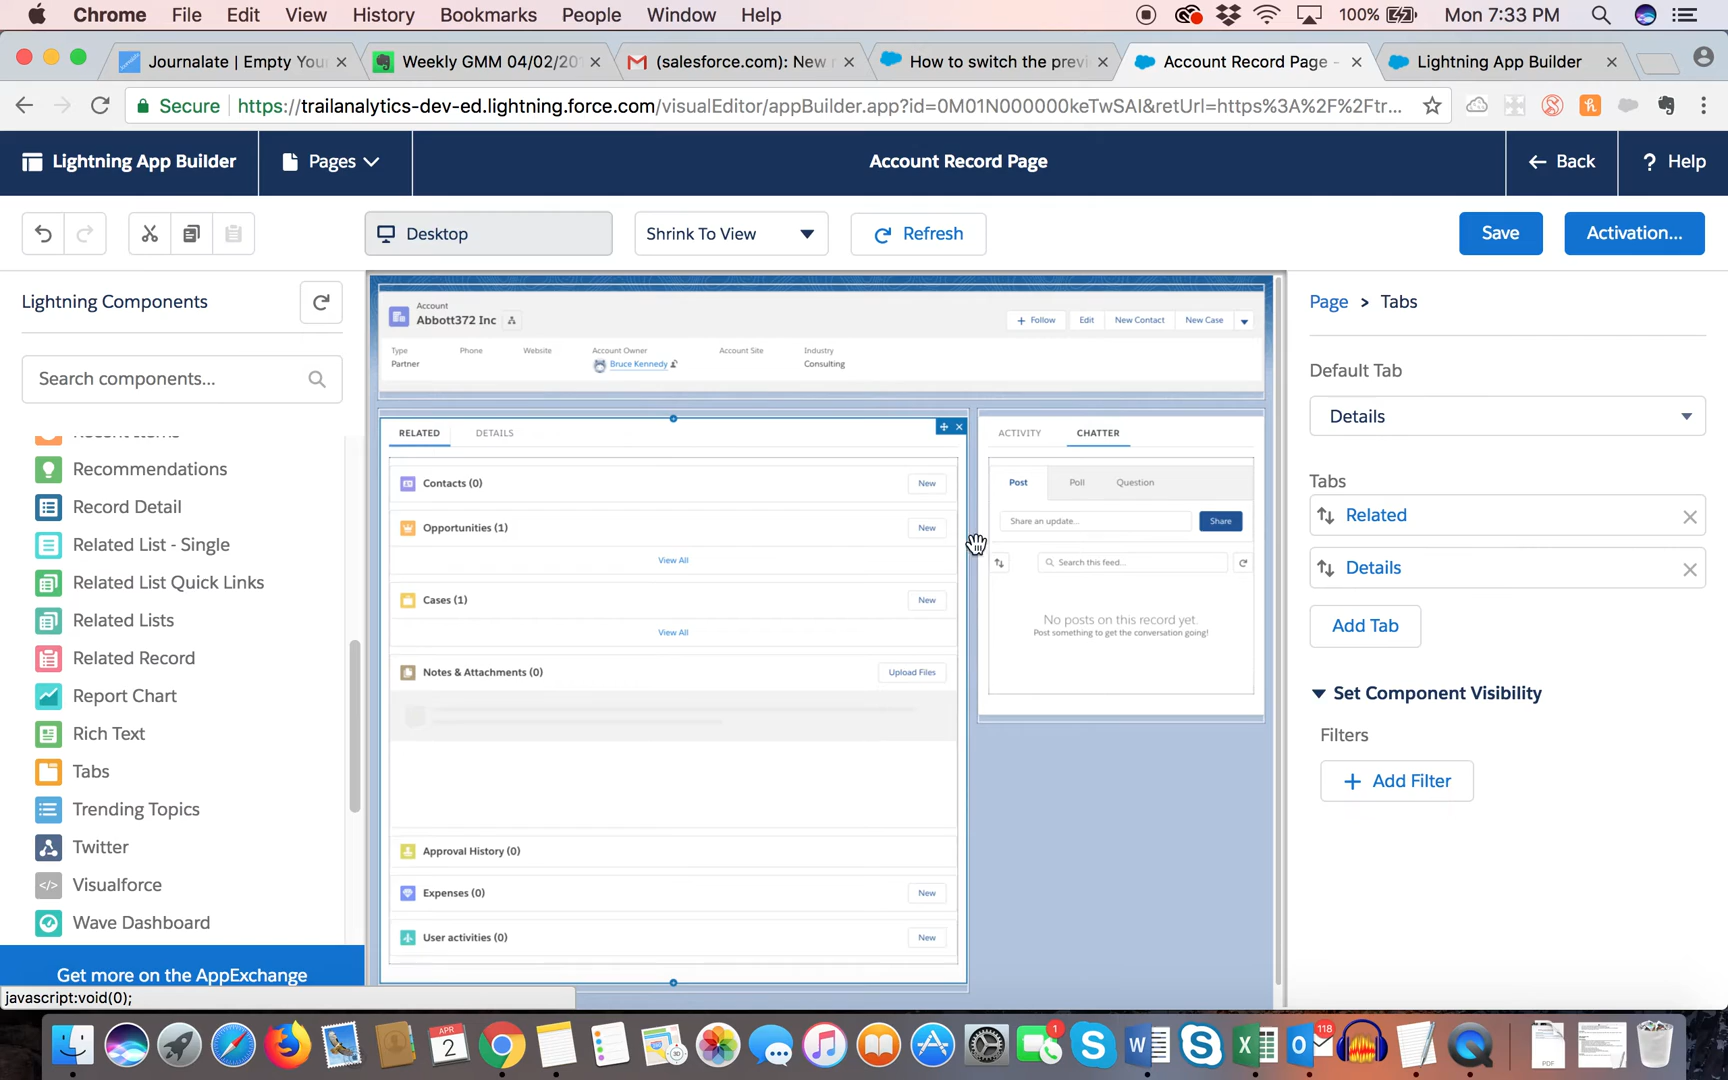 Chrome File Edit View History Bookmarks People Window Help 100% Mon 7:33 PM
Journalate | Empty You
Weekly GMM 04/02/20
(salesforce.com): New r
How to switch the previ
Account Record Page -
Lightning App Builder
Secure https://trailanalytics-dev-ed.lightning.force.com/visualEditor/appBuilder.app?id=0M01N000000keTwSAI&retUrl=https%3A%2F%2Ftr...
Lightning App Builder
Pages
Account Record Page
Back
? Help
Desktop
Shrink To View
Refresh
Save
Activation...
Lightning Components
Search components...
Recent Items
Recommendations
Record Detail
Related List - Single
Related List Quick Links
Related Lists
Related Record
Report Chart
Rich Text
Tabs
Trending Topics
Twitter
Visualforce
Wave Dashboard
Get more on the AppExchange
javascript:void(0);
Account
Abbott372 Inc
+ Follow
Edit
New Contact
New Case
Type
Partner
Phone
Website
Account Owner
Bruce Kennedy
Account Site
Industry
Consulting
RELATED
DETAILS
Contacts (0)
New
Opportunities (1)
New
View All
Cases (1)
New
View All
Notes & Attachments (0)
Upload Files
Approval History (0)
Expenses (0)
New
User activities (0)
New
ACTIVITY
CHATTER
Post
Poll
Question
Share an update...
Share
Search this feed...
No posts on this record yet.
Post something to get the conversation going!
Page > Tabs
Default Tab
Details
Tabs
Related
Details
Add Tab
Set Component Visibility
Filters
+ Add Filter
APR
2
1
118
PDF